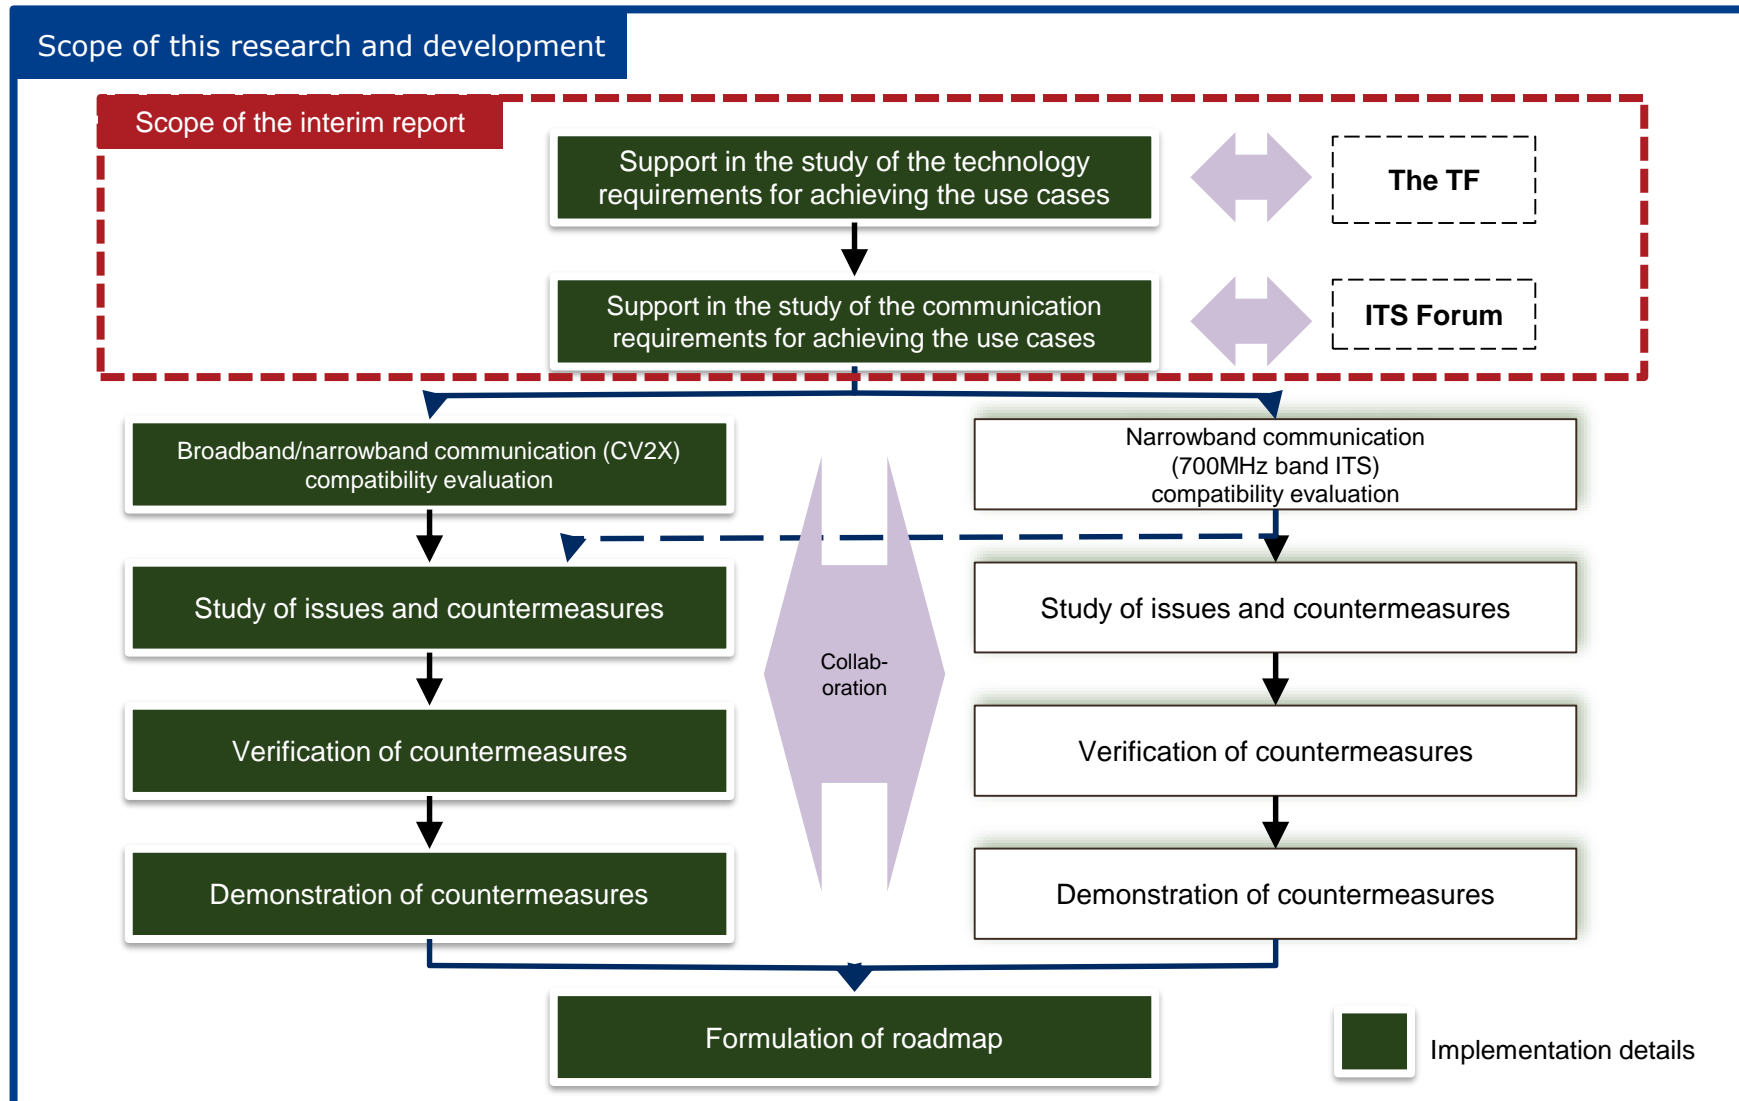 Scope of this research and development
Scope of the interim report
Support in the study of the technology
requirements for achieving the use cases
The TF
Support in the study of the communication
requirements for achieving the use cases
ITS Forum
Broadband/narrowband communication (CV2X)
compatibility evaluation
Narrowband communication
(700MHz band ITS)
compatibility evaluation
Study of issues and countermeasures
Study of issues and countermeasures
Collab-
oration
Verification of countermeasures
Verification of countermeasures
Demonstration of countermeasures
Demonstration of countermeasures
Formulation of roadmap
Implementation details